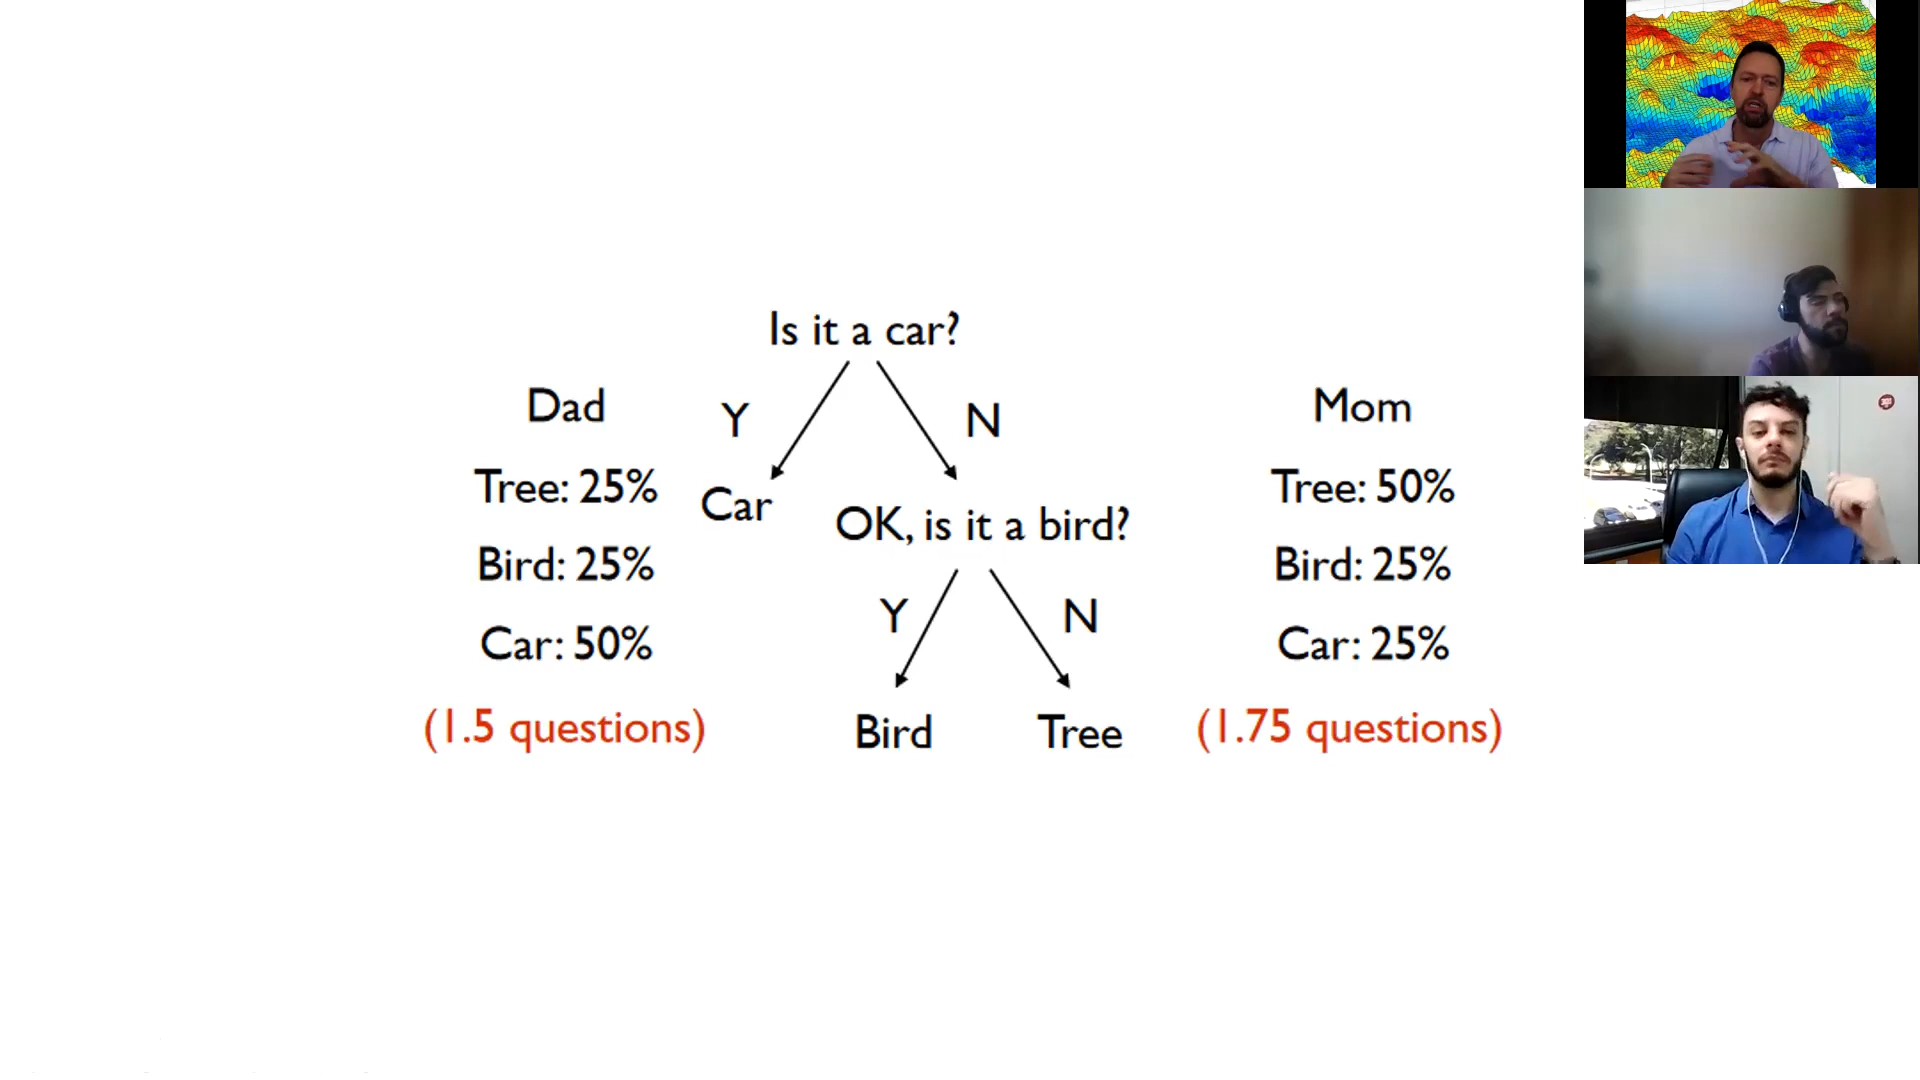 Is it a car?
Dad
Tree: 25%
Bird: 25%
Car: 50%
(1.5 questions)
Y
N
Car
OK, is it a bird?
Y
N
Bird
Tree
Mom
Tree: 50%
Bird: 25%
Car: 25%
(1.75 questions)